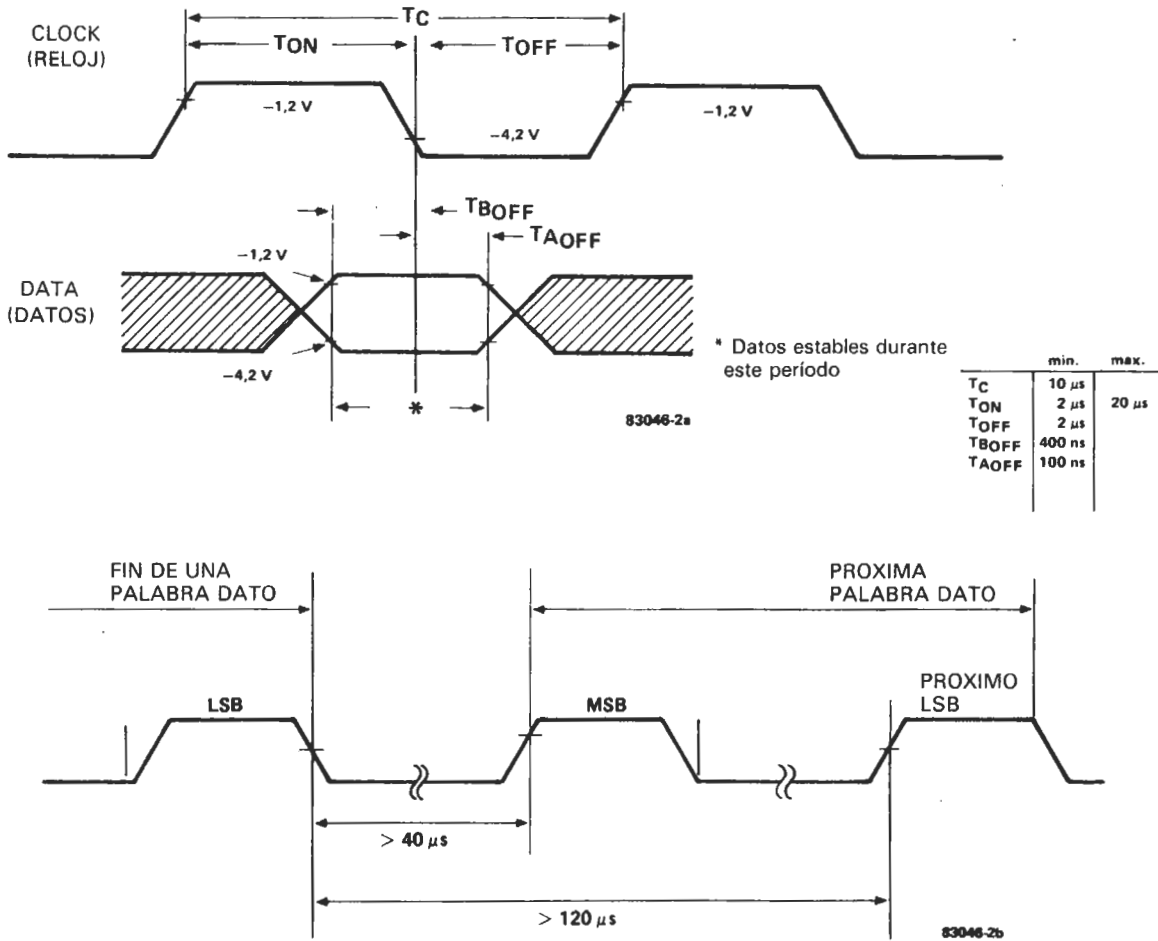 TC
CLOCK
(RELOJ)
TON
TOFF
−1,2 V
−4,2 V
−1,2 V
TBOFF
TAOFF
−1,2 V
DATA
(DATOS)
−4,2 V
*
* Datos estables durante
este período
83046-2a
min. max.
TC 10 µs
TON 2 µs 20 µs
TOFF 2 µs
TBOFF 400 ns
TAOFF 100 ns
FIN DE UNA
PALABRA DATO
PROXIMA
PALABRA DATO
LSB
MSB
PROXIMO
LSB
> 40 µs
> 120 µs
83046-2b